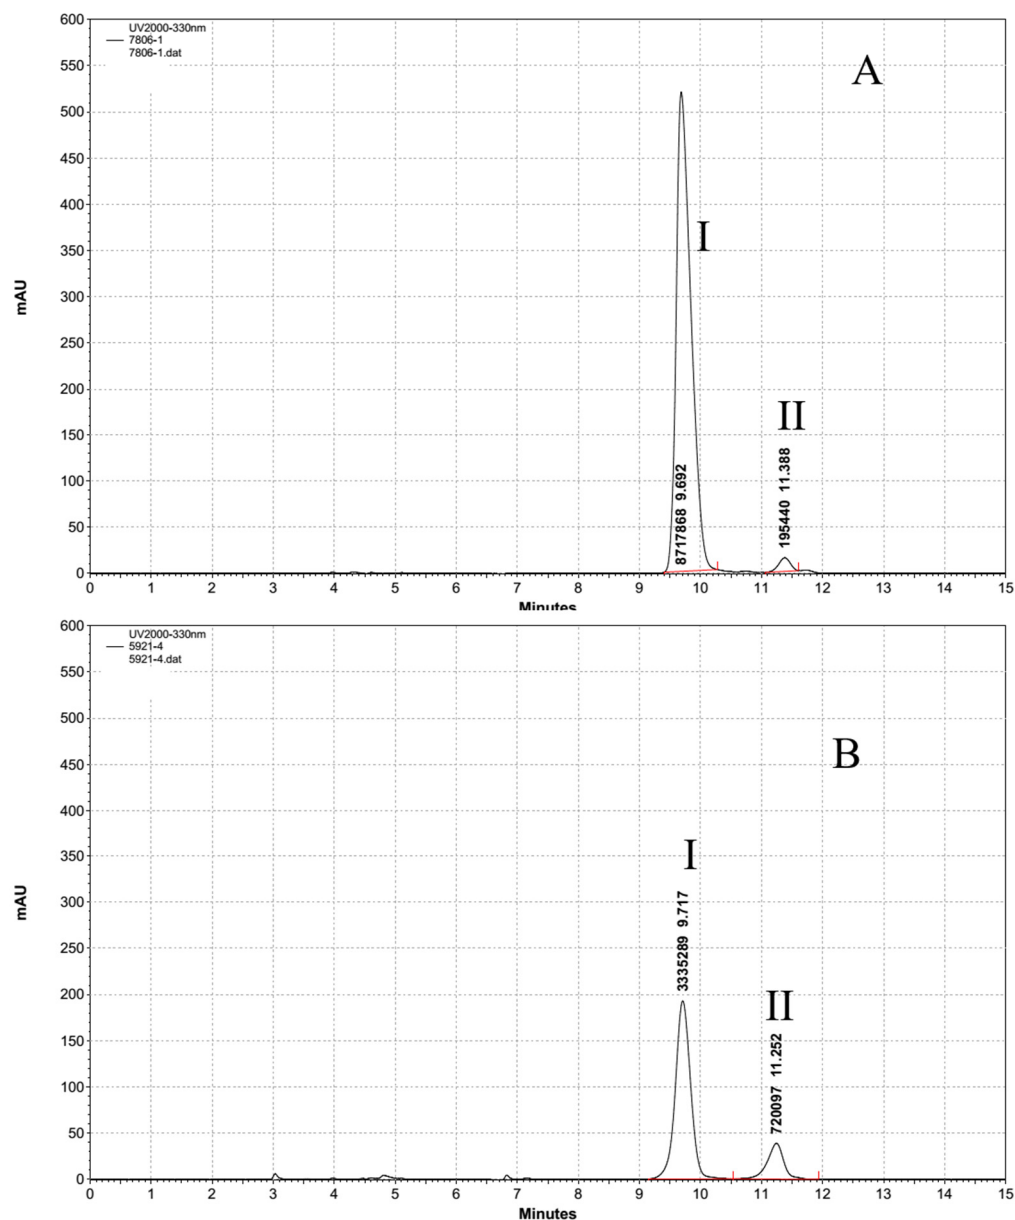 UV2000-330nm
7806-1
7806-1.dat
A
I
II
8717868 9.692
195440 11.388
600
550
500
450
400
350
300
250
200
150
100
50
0
mAU
0 1 2 3 4 5 6 7 8 9 10 11 12 13 14 15
Minutes
UV2000-330nm
5921-4
5921-4.dat
B
I
II
3335289 9.717
720097 11.252
600
550
500
450
400
350
300
250
200
150
100
50
0
mAU
0 1 2 3 4 5 6 7 8 9 10 11 12 13 14 15
Minutes